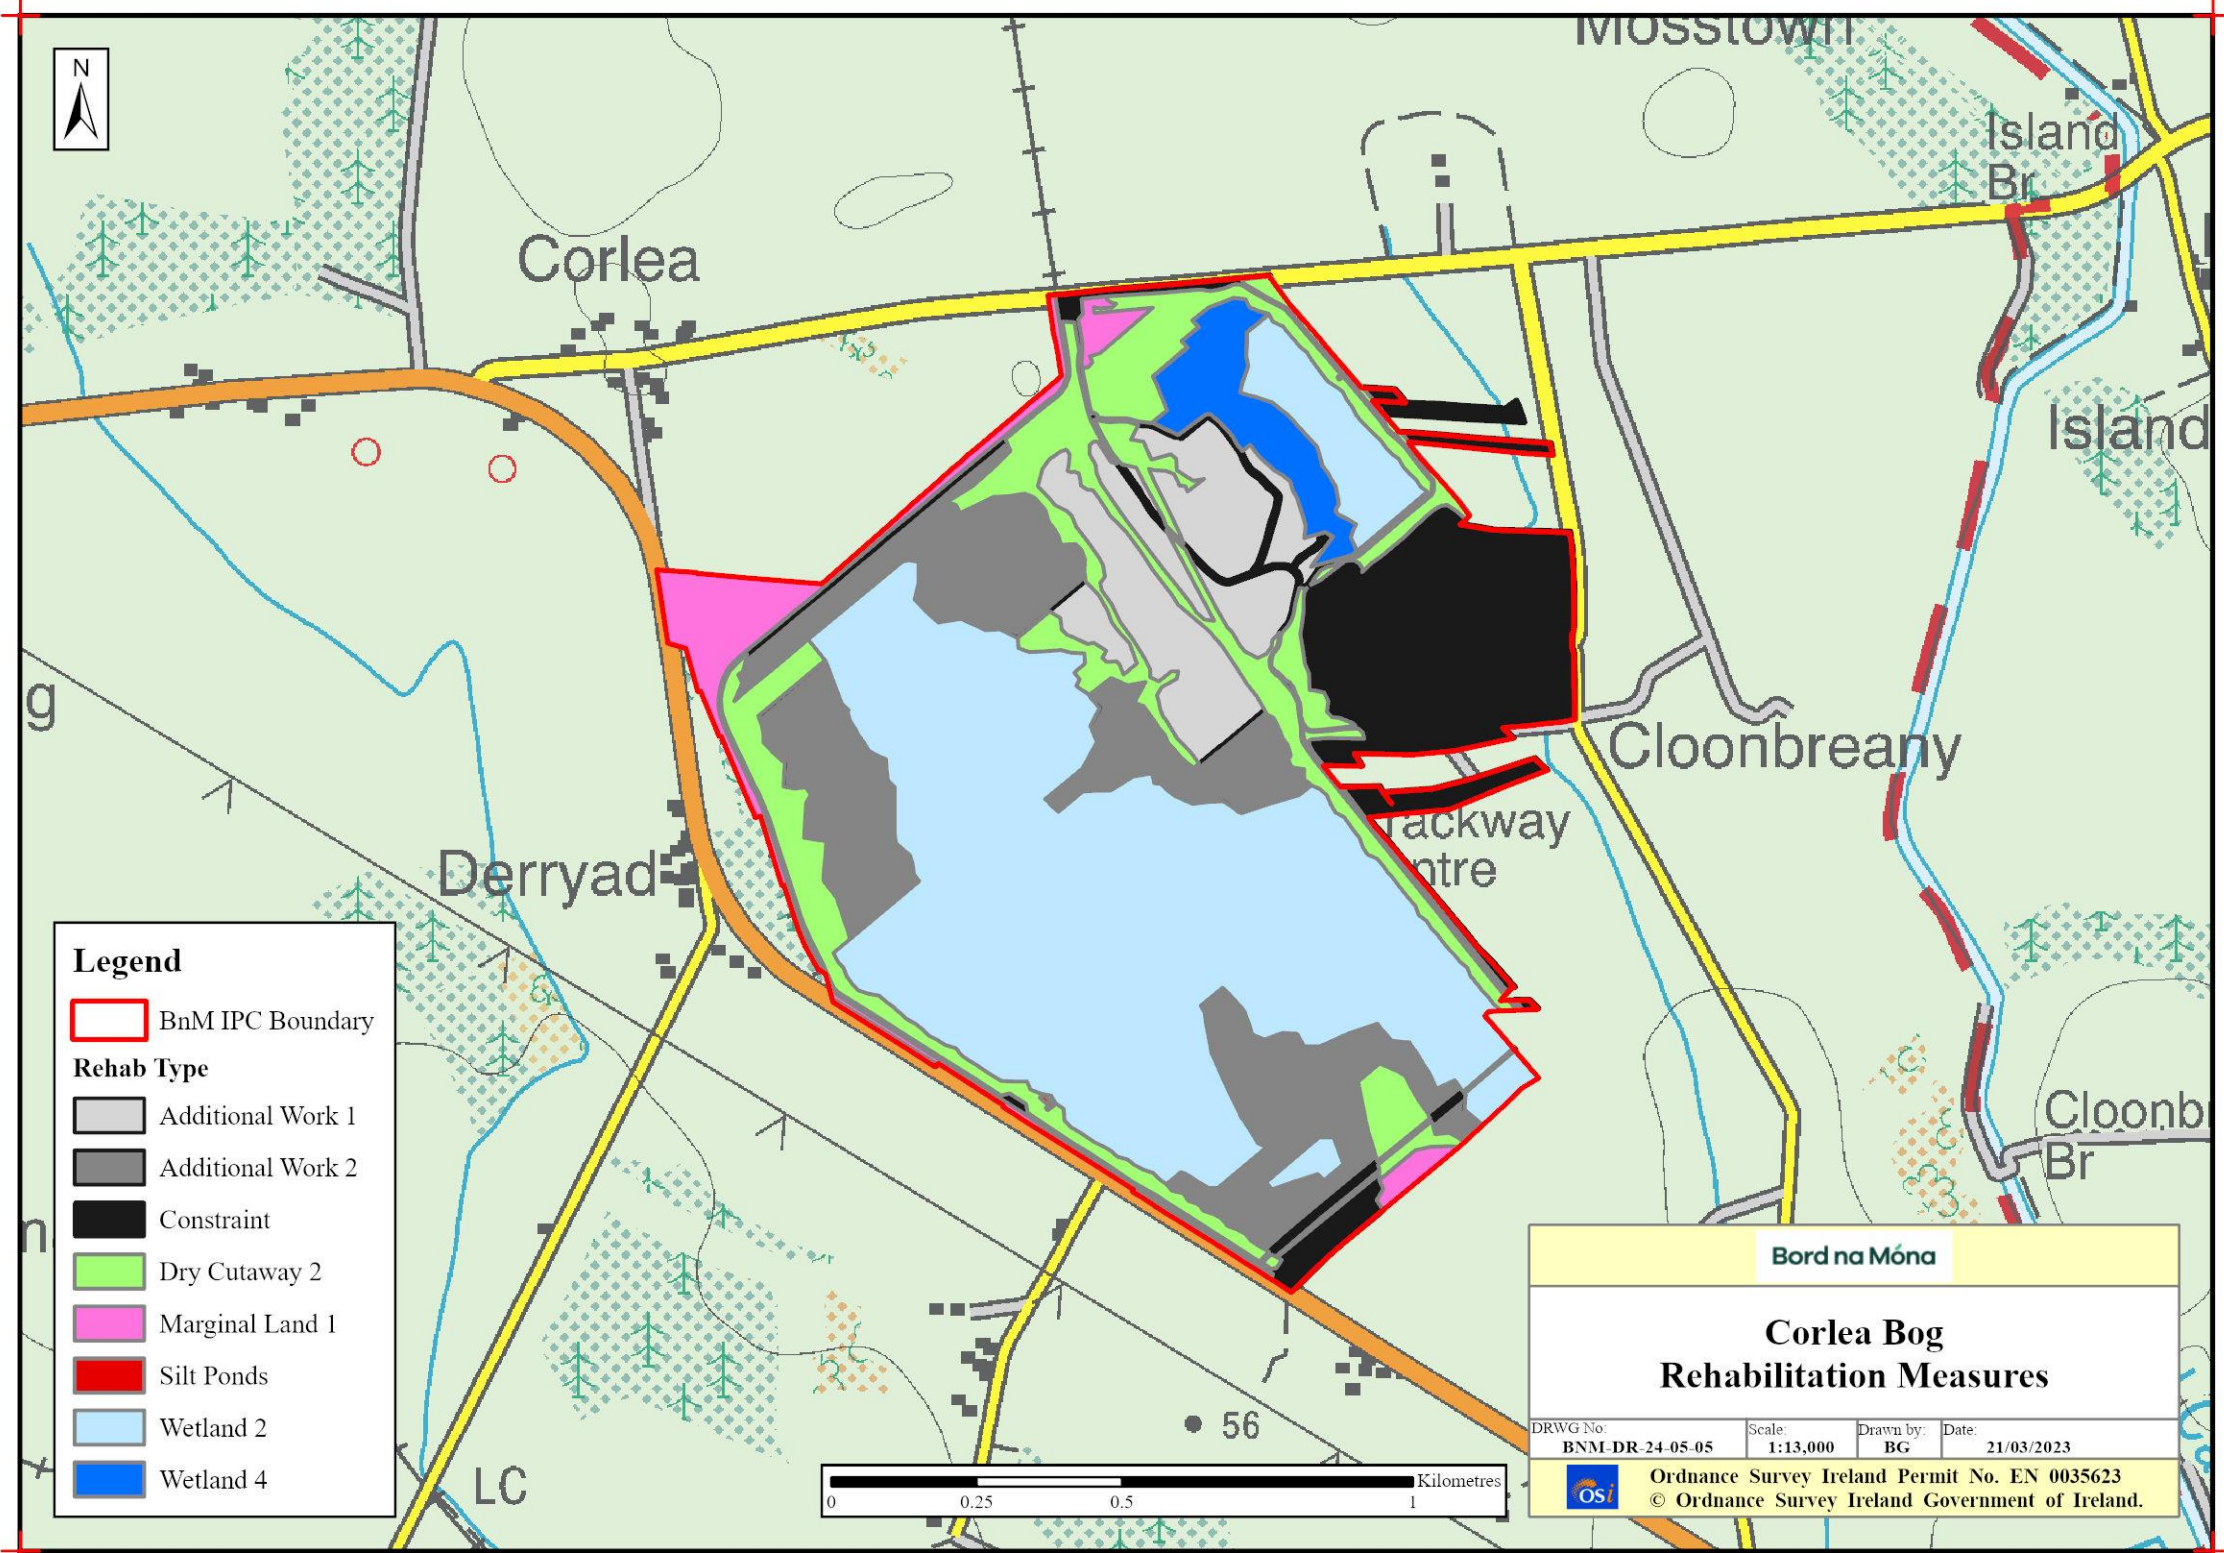 Mosstown
N
Island
Br
Corlea
Island
g
Cloonbreany
Trackway
ntre
Derryad
Legend
BnM IPC Boundary
Rehab Type
Additional Work 1
Additional Work 2
Constraint
Dry Cutaway 2
Marginal Land 1
Silt Ponds
Wetland 2
Wetland 4
Cloonb
Br
n
56
LC
Kilometres
0 0.25 0.5 1
Bord na Móna
Corlea Bog
Rehabilitation Measures
DRWG No: Scale: Drawn by: Date:
BNM-DR-24-05-05 1:13,000 BG 21/03/2023
osi
Ordnance Survey Ireland Permit No. EN 0035623
© Ordnance Survey Ireland Government of Ireland.